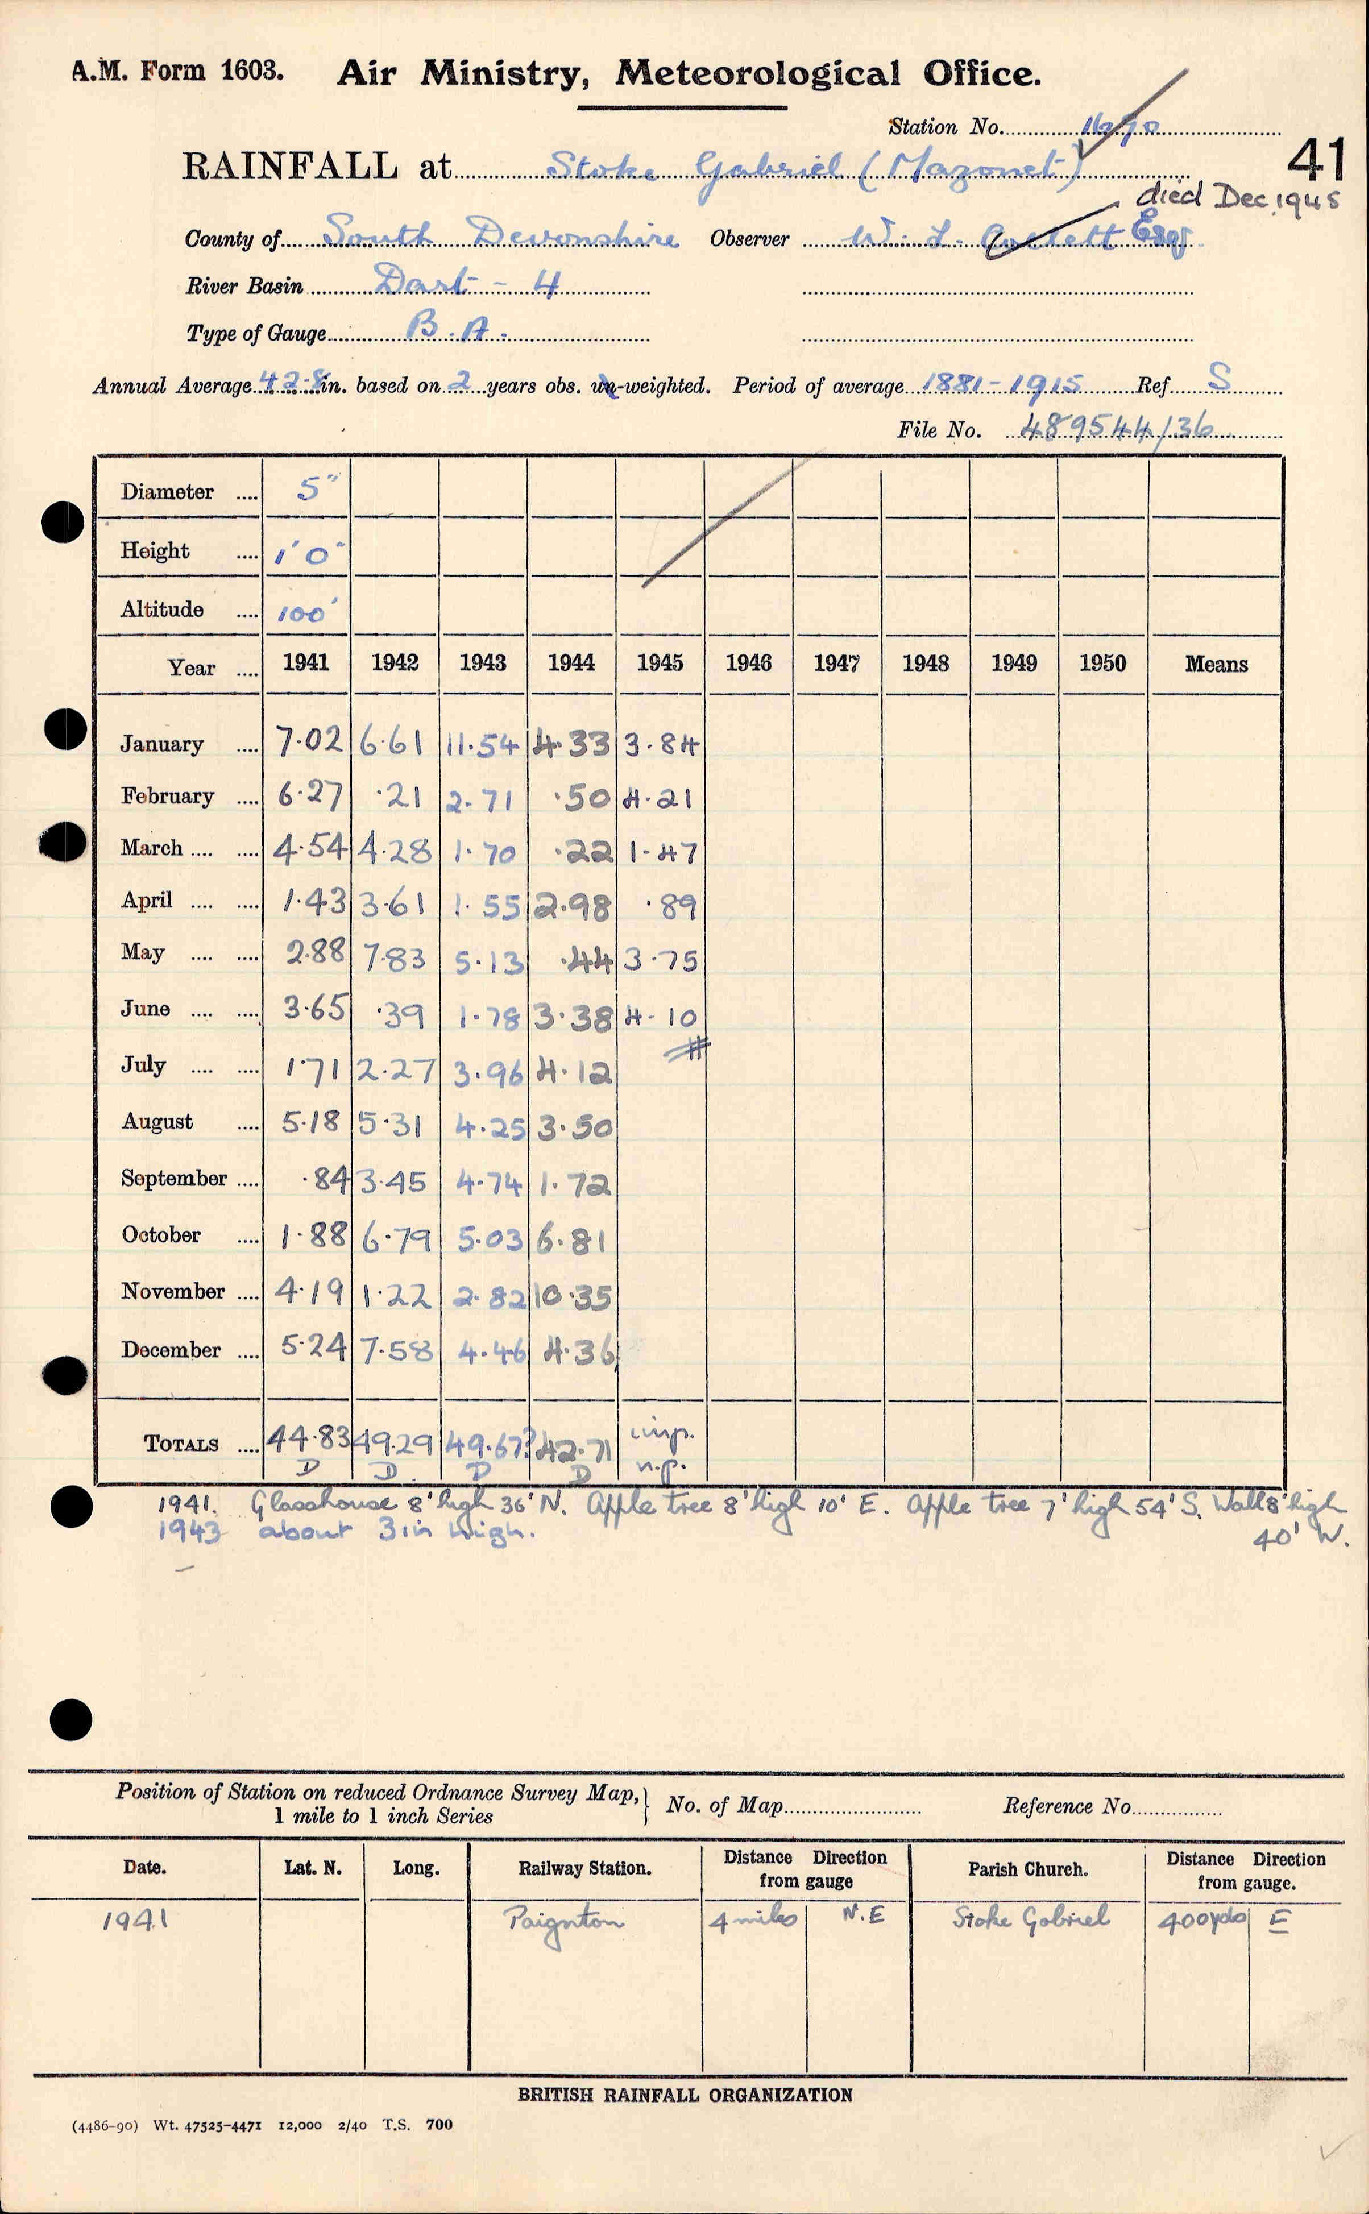 A.M. Form 1603. Air Ministry, Meteorological Office.
Station No.
41
RAINFALL at Stoke Gabriel (Mazonet)
died Dec. 1945
County of South Devonshire Observer W. L. Collett Esq.
River Basin Dart - 4
Type of Gauge B.A.
Annual Average 42.8 in. based on 2 years obs. un-weighted. Period of average 1881-1915 Ref. S
File No. 489544/36
Diameter .... 5"
Height .... 1'0"
Altitude .... 100'
Year .... 1941 1942 1943 1944 1945 1946 1947 1948 1949 1950 Means
January .... 7.02 6.61 11.54 4.33 3.84
February .... 6.27 .21 2.71 .50 4.21
March .... .... 4.54 4.28 1.70 .22 1.47
April .... .... 1.43 3.61 1.55 2.98 .89
May .... .... 2.88 7.83 5.13 .44 3.75
June .... .... 3.65 .39 1.78 3.38 4.10
July .... .... 1.71 2.27 3.96 4.12
August .... 5.18 5.31 4.25 3.50
September .... .84 3.45 4.74 1.72
October .... 1.88 6.79 5.03 6.81
November .... 4.19 1.22 2.82 10.35
December .... 5.24 7.58 4.46 4.36
TOTALS .... 44.83 49.29 49.67? 42.71 imp.
D D. D D n.p.
1941. Glasshouse 8' high 36' N. Apple tree 8' high 10' E. Apple tree 7' high 54' S. Wall 8' high
40' W.
1943 about 3 in high.
Position of Station on reduced Ordnance Survey Map, 1 mile to 1 inch Series } No. of Map Reference No.
Date. Lat. N. Long. Railway Station. Distance Direction from gauge Parish Church. Distance Direction from gauge.
1941 Paignton 4 miles N.E Stoke Gabriel 400 yds E
BRITISH RAINFALL ORGANIZATION
(4486-90) Wt. 47525-4471 12,000 2/40 T.S. 700